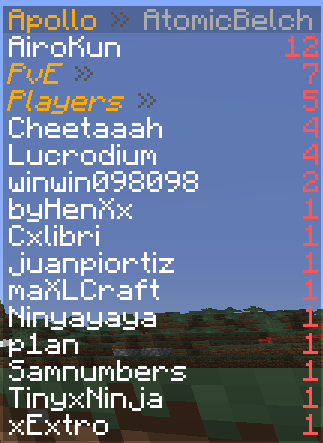 Apollo » AtomicBelch
AiroKun 12
PvE » 7
Players » 5
Cheetaaah 4
Lucrodium 4
winwin098098 2
byHenXx 1
Cxlibri 1
juanpiortiz 1
maXLCraft 1
Ninyayaya 1
p1an 1
Samnumbers 1
TinyxNinja 1
xExtro 1